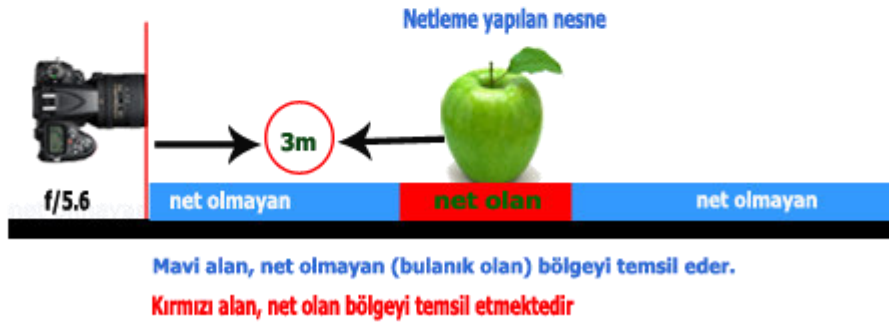 Netleme yapılan nesne
3m
f/5.6
net olmayan
net olan
net olmayan
Mavi alan, net olmayan (bulanık olan) bölgeyi temsil eder.
Kırmızı alan, net olan bölgeyi temsil etmektedir